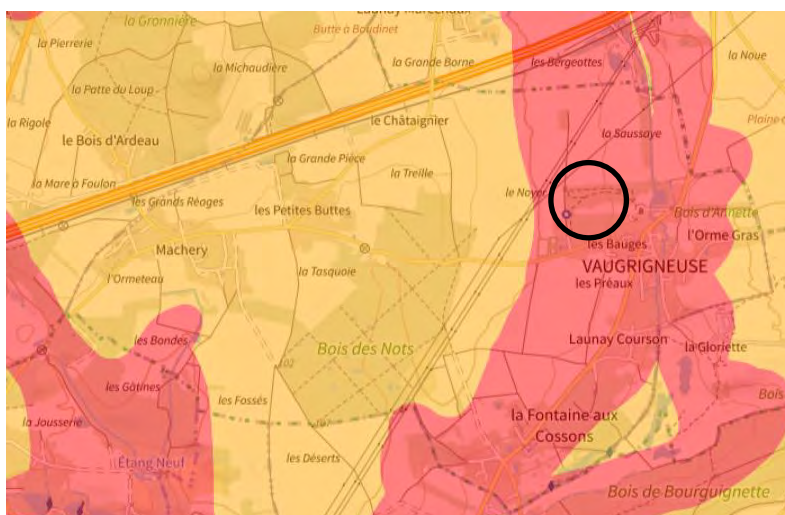 la Gronnière
Butte à Baudinet
la Pierrerie
la Michaudière
la Grande Borne
les Bergeottes
la Noue
la Patte du Loup
la Rigole
le Châtaignier
le Bois d'Ardeau
la Saussaye
la Grande Pièce
la Treille
la Mare à Foulon
les Grands Réages
le Noyer
les Petites Buttes
Bois d'Annette
l'Orme Gras
Machery
les Bauges
VAUGRIGNEUSE
l'Ormeteau
la Tasquoie
les Préaux
les Bondes
Bois des Nots
Launay Courson
la Gloriette
102
les Gâtines
les Fossés
Bois
la Jousserie
la Fontaine aux
Cossons
les Déserts
Étang Neuf
Bois de Bourguignette